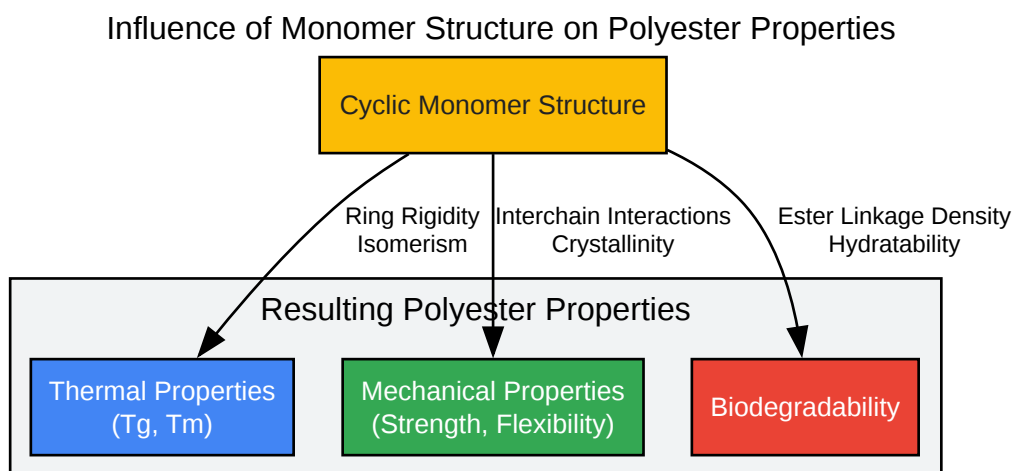 Influence of Monomer Structure on Polyester Properties
Cyclic Monomer Structure
Ring Rigidity
Isomerism
Interchain Interactions
Crystallinity
Ester Linkage Density
Hydratability
Resulting Polyester Properties
Thermal Properties
(Tg, Tm)
Mechanical Properties
(Strength, Flexibility)
Biodegradability